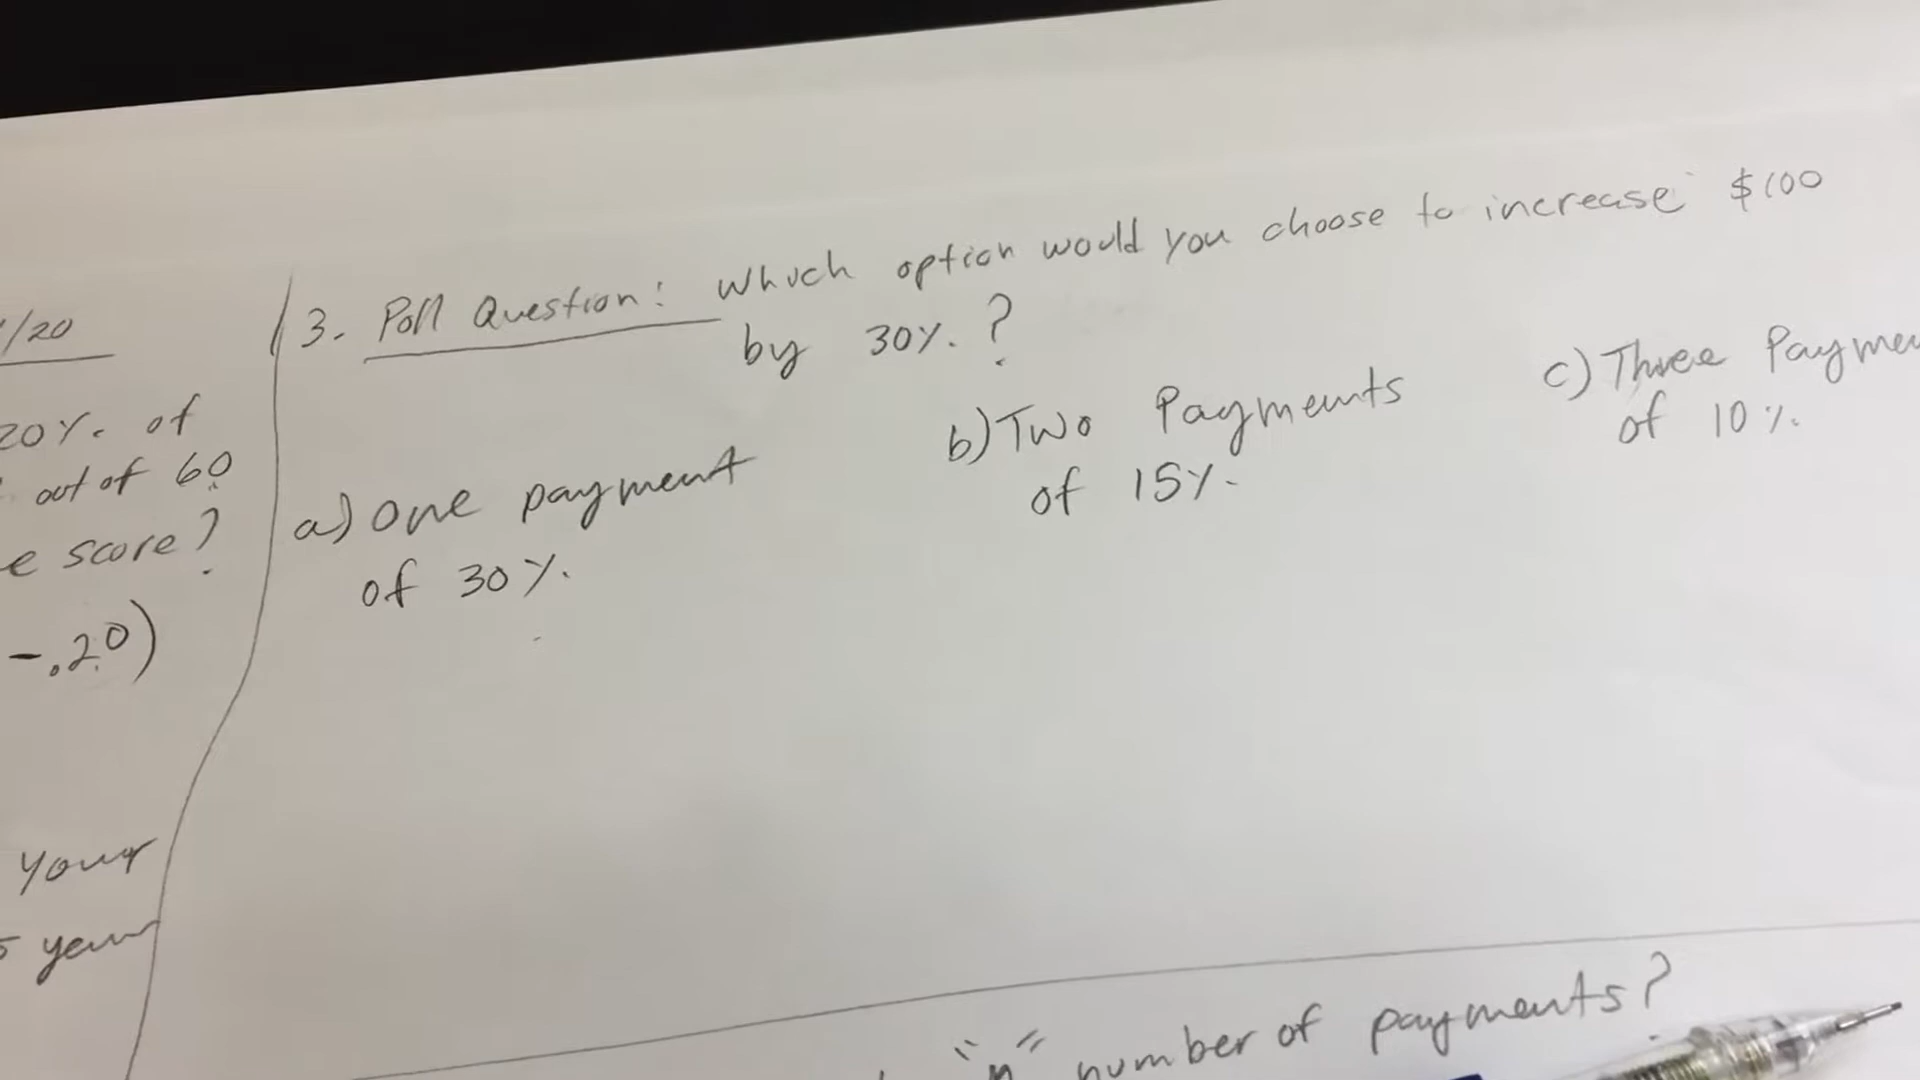 /20
20%. of
out of 60
e score?
-.20)
your
years
3. Poll Question: Which option would you choose to increase $100
by 30%.?
a) One payment
of 30%.
b) Two Payments
of 15%.
c) Three Paymen
of 10%.
"n" number of payments?